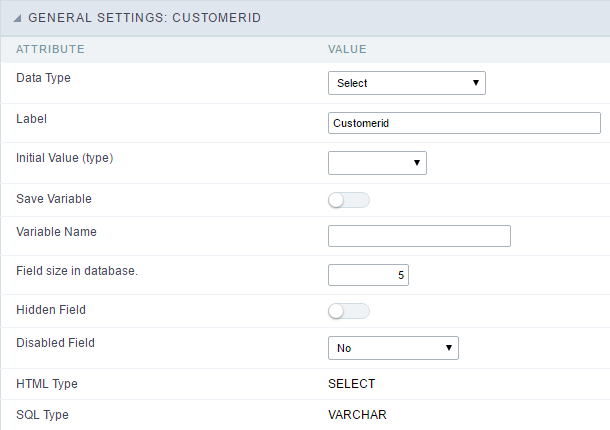 GENERAL SETTINGS: CUSTOMERID
ATTRIBUTE VALUE
Data Type Select
Label Customerid
Initial Value (type)
Save Variable
Variable Name
Field size in database. 5
Hidden Field
Disabled Field No
HTML Type SELECT
SQL Type VARCHAR